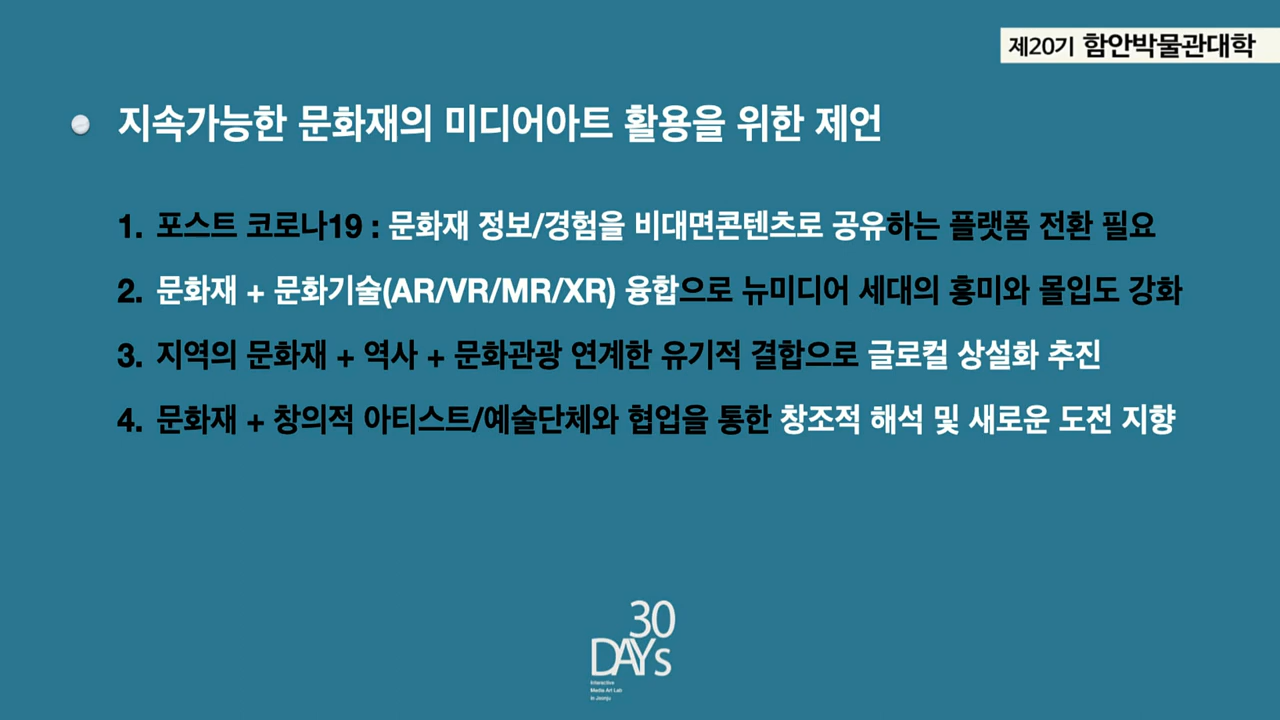 제20기 함안박물관대학
지속가능한 문화재의 미디어아트 활용을 위한 제언
1. 포스트 코로나19 : 문화재 정보/경험을 비대면콘텐츠로 공유하는 플랫폼 전환 필요
2. 문화재 + 문화기술(AR/VR/MR/XR) 융합으로 뉴미디어 세대의 흥미와 몰입도 강화
3. 지역의 문화재 + 역사 + 문화관광 연계한 유기적 결합으로 글로컬 상설화 추진
4. 문화재 + 창의적 아티스트/예술단체와 협업을 통한 창조적 해석 및 새로운 도전 지향
30
DAYs
Interactive
Media Art Lab
in Jeonju